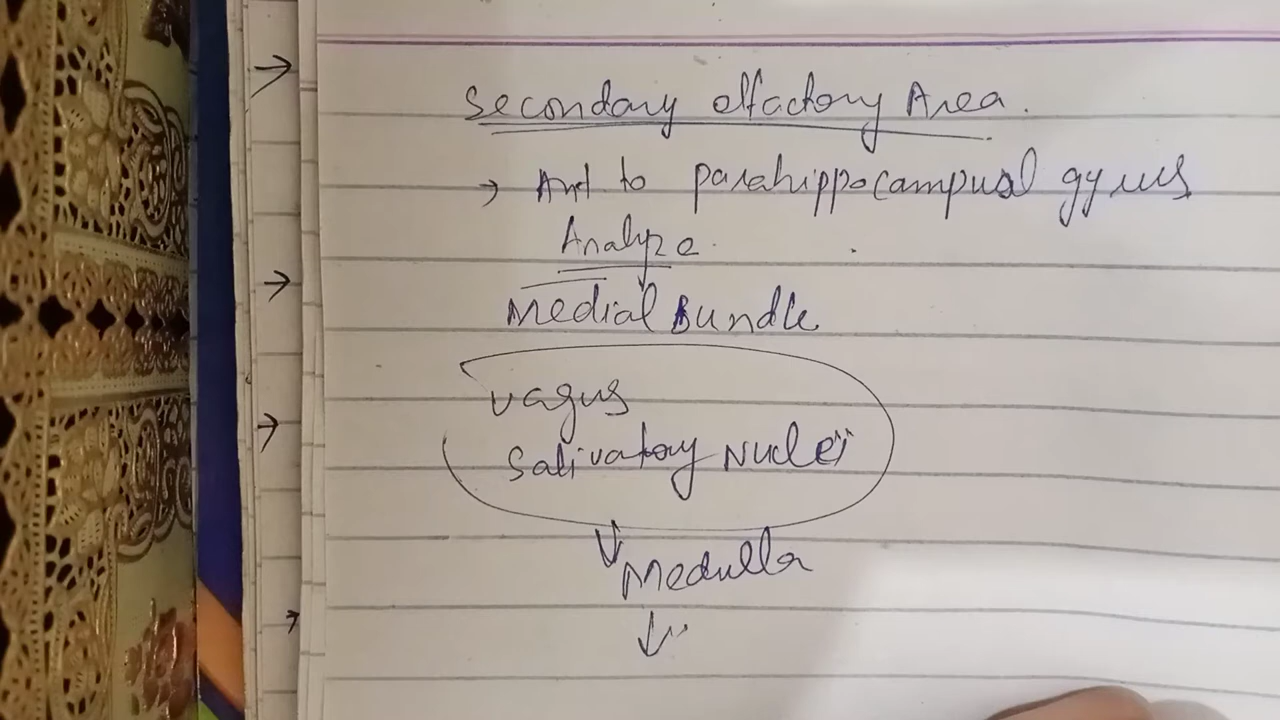 Secondary olfactory Area.
→ Ant to parahippocampual gyrus
Analyze
Medial Bundle
vagus
Salivatory Nuclei
↓ Medulla
↓